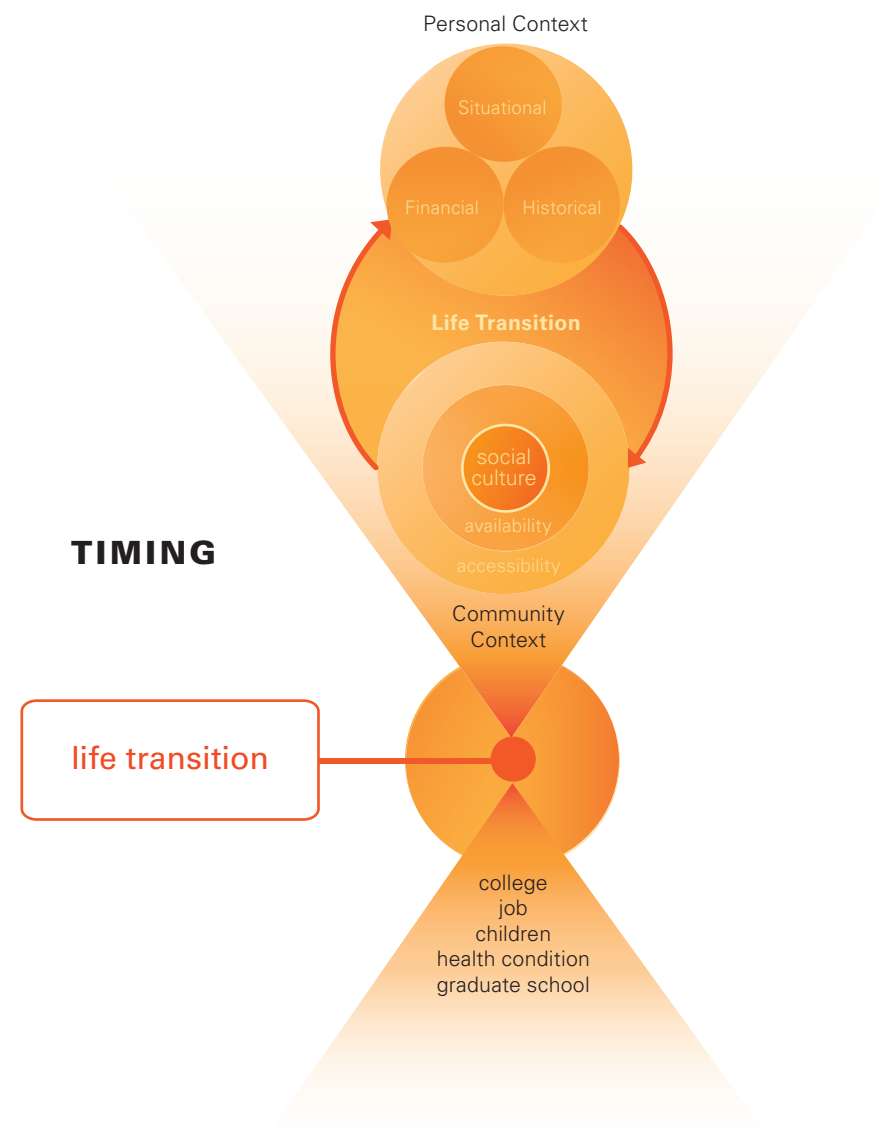 Personal Context
Situational
Financial
Historical
Life Transition
social
culture
availability
accessibility
TIMING
Community
Context
life transition
college
job
children
health condition
graduate school